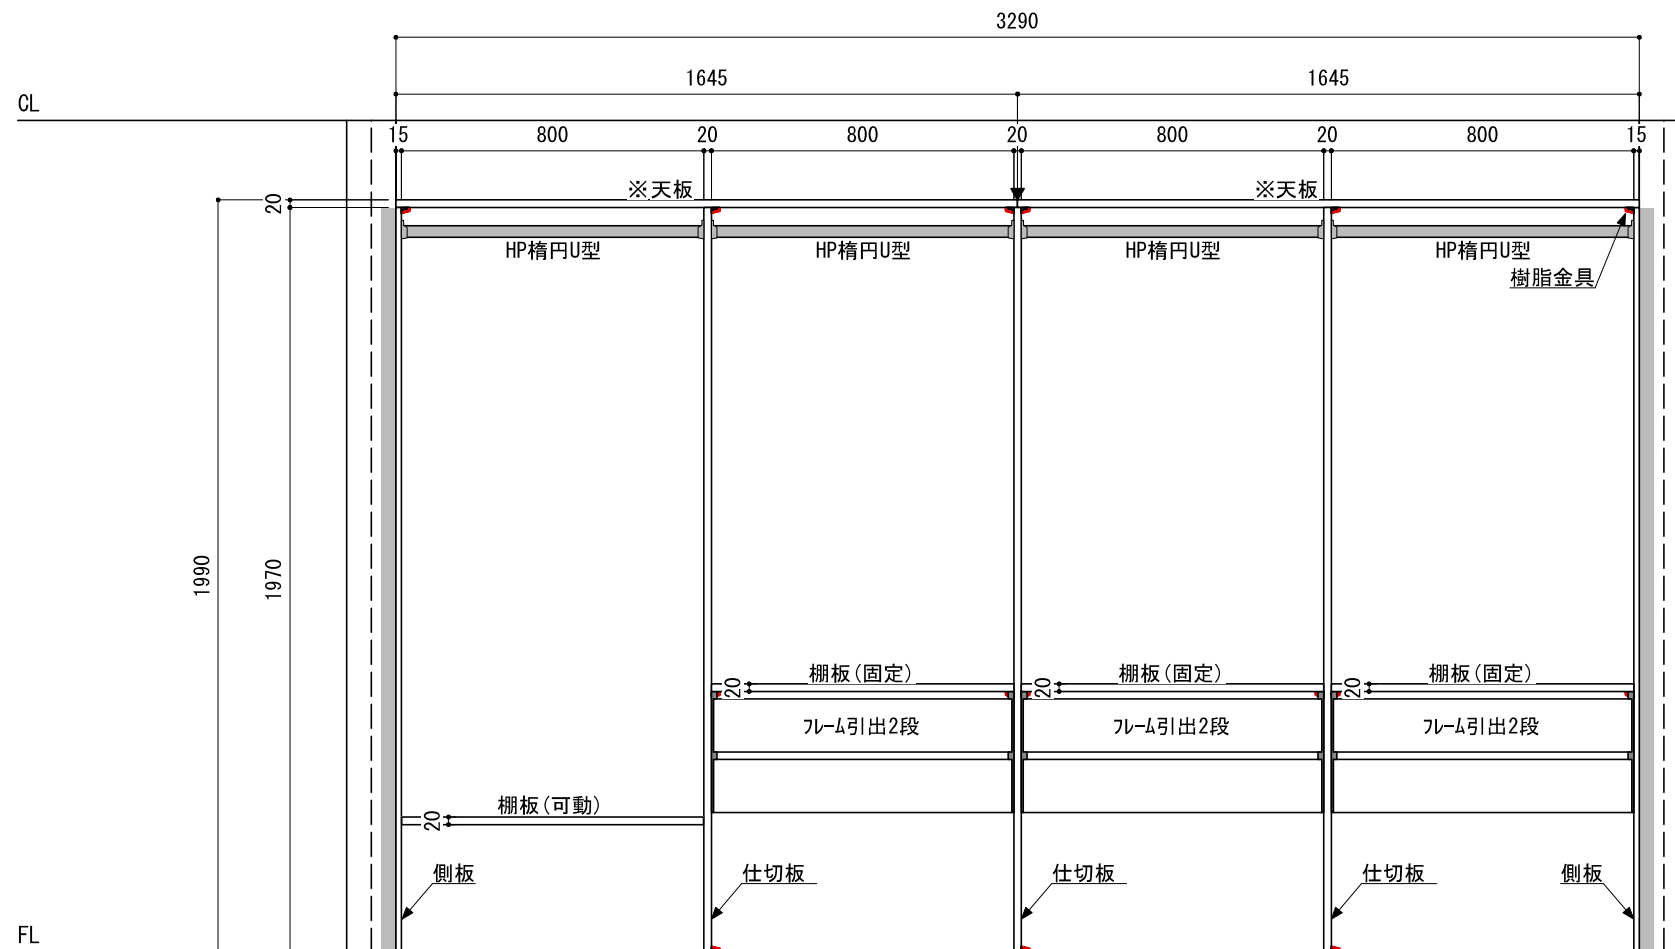 3290
1645 1645
CL
15 800 20 800 20 800 20 800 15
※天板 ※天板
20
HP楕円U型 HP楕円U型 HP楕円U型 HP楕円U型
樹脂金具
1990 1970
棚板(固定) 棚板(固定) 棚板(固定)
20 20 20
フレーム引出2段 フレーム引出2段 フレーム引出2段
棚板(可動)
20
側板 仕切板 仕切板 仕切板 側板
FL